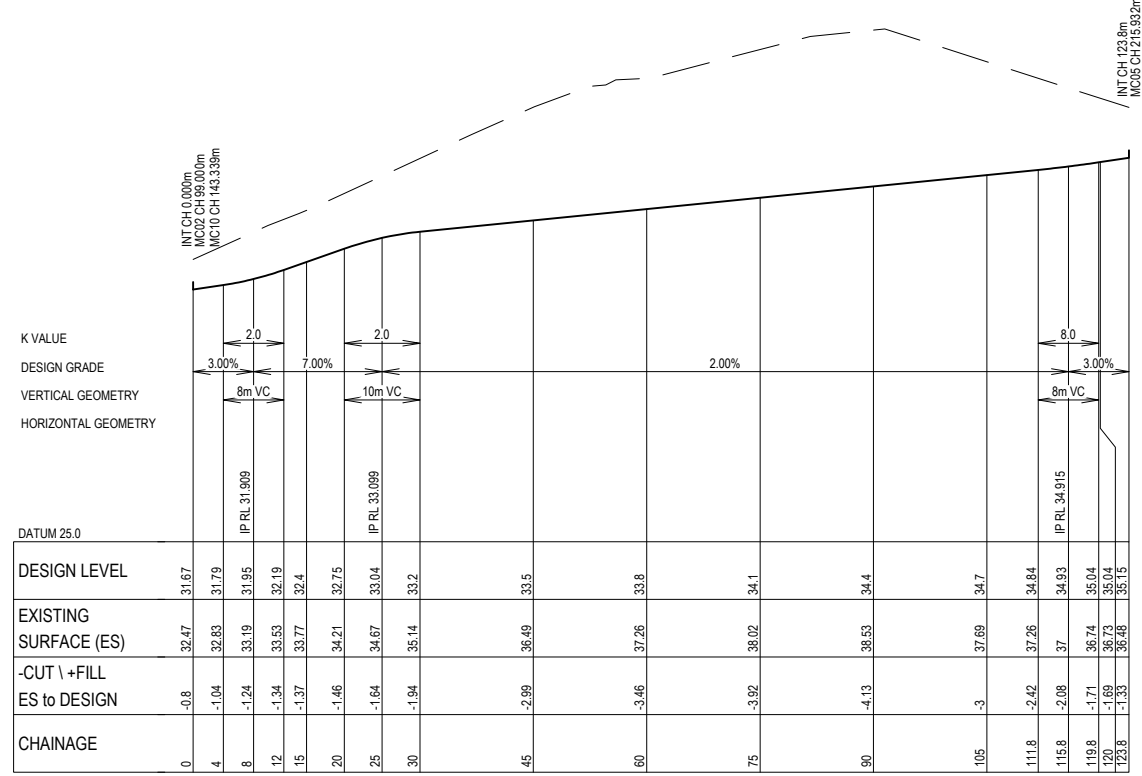 INT CH 0.000m
MC02 CH 99.000m
MC10 CH 143.339m
INT CH 123.8m
MC05 CH 215.932m
K VALUE 2.0 2.0 8.0
DESIGN GRADE 3.00% 7.00% 2.00% 3.00%
VERTICAL GEOMETRY 8m VC 10m VC 8m VC
HORIZONTAL GEOMETRY
IP RL 31.909 IP RL 33.099 IP RL 34.915
DATUM 25.0
DESIGN LEVEL 31.67 31.79 31.95 32.19 32.4 32.75 33.04 33.2 33.5 33.8 34.1 34.4 34.7 34.84 34.93 35.04 35.04 35.15
EXISTING
SURFACE (ES) 32.47 32.83 33.19 33.53 33.77 34.21 34.67 35.14 36.49 37.26 38.02 38.53 37.69 37.26 37 36.74 36.73 36.48
-CUT \ +FILL
ES to DESIGN -0.8 -1.04 -1.24 -1.34 -1.37 -1.46 -1.64 -1.94 -2.99 -3.46 -3.92 -4.13 -3 -2.42 -2.08 -1.71 -1.69 -1.33
CHAINAGE 0 4 8 12 15 20 25 30 45 60 75 90 105 111.8 115.8 119.8 120 123.8